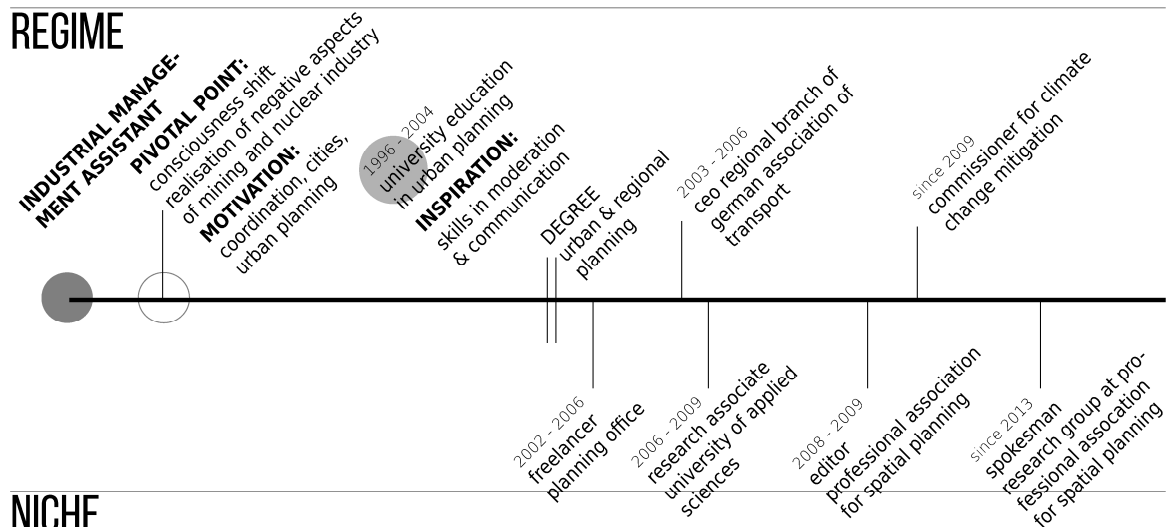 REGIME
INDUSTRIAL MANAGE-
MENT ASSISTANT
PIVOTAL POINT:
consciousness shift
realisation of negative aspects
of mining and nuclear industry
MOTIVATION:
coordination, cities,
urban planning
1996 - 2004
university education
in urban planning
INSPIRATION:
skills in moderation
& communication
DEGREE
urban & regional
planning
2003 - 2006
ceo regional branch of
german association of
transport
since 2009
commissioner for climate
change mitigation
2002 - 2006
freelancer
planning office
2006 - 2009
research associate
university of applied
sciences
2008 - 2009
editor
professional association
for spatial planning
since 2013
spokesman
research group at pro-
fessional assocation
for spatial planning
NICHE